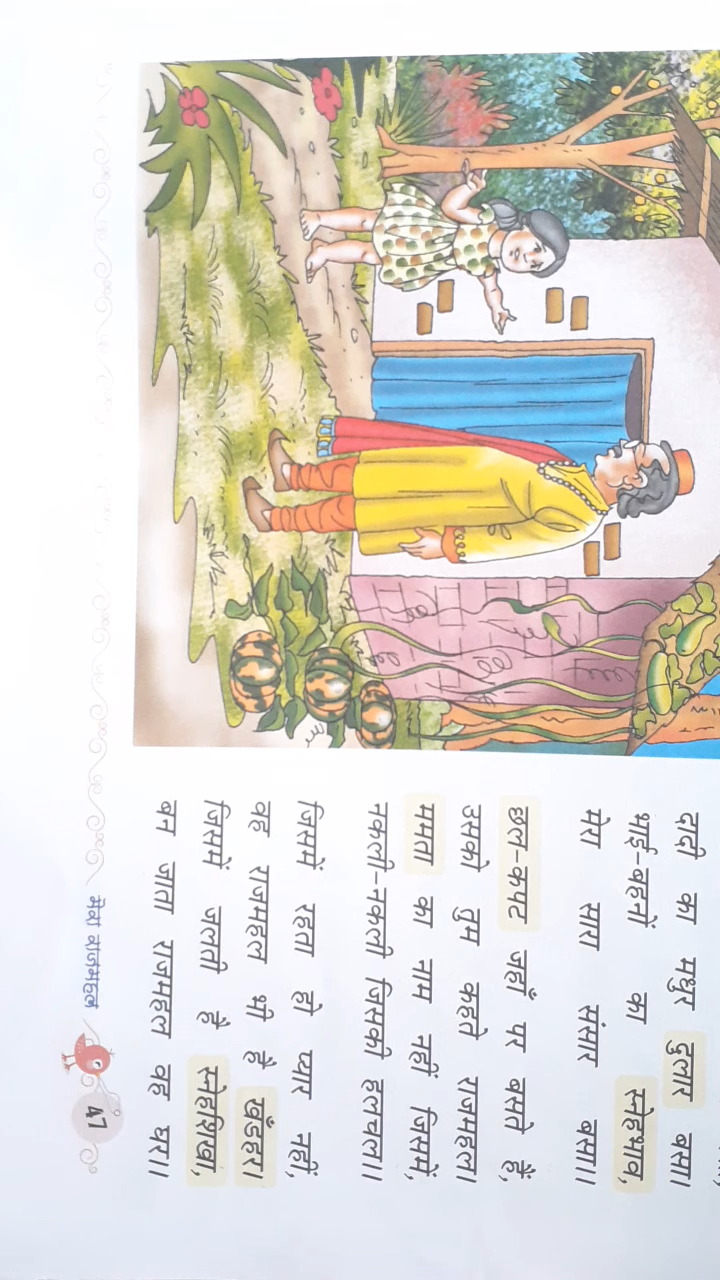 दादी का मधुर दुलार बसा।
भाई-बहनों का स्नेहभाव,
मेरा सारा संसार बसा।।
छल-कपट जहाँ पर बसते हैं,
उसको तुम कहते राजमहल।
ममता का नाम नहीं जिसमें,
नकली-नकली जिसकी हलचल।।
जिसमें रहता हो प्यार नहीं,
वह राजमहल भी है खंडहर।
जिसमें जलती है स्नेहशिखा,
बन जाता राजमहल वह घर।।
मेरा राजमहल
47